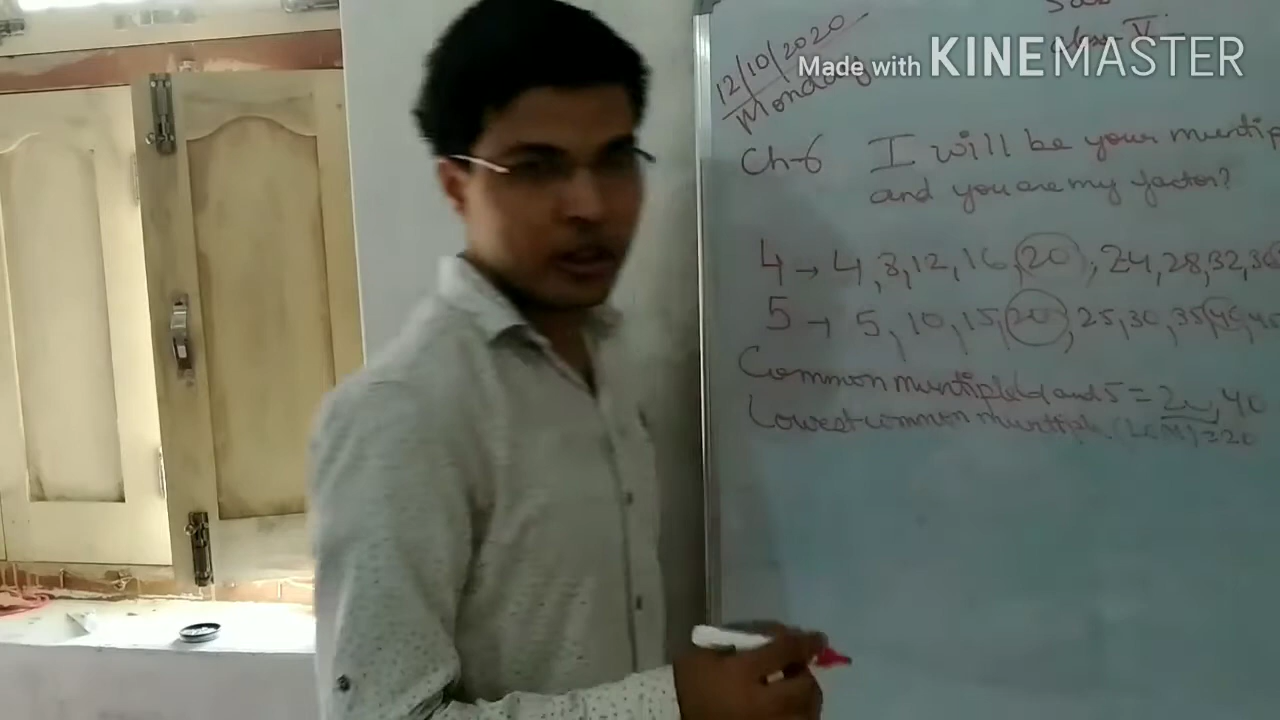 Class V
Made with KINEMASTER
12/10/2020
Monday
Ch-6 I will be your multip
and you are my factor?
4 → 4, 8, 12, 16, 20, 24, 28, 32, 36
5 → 5, 10, 15, 20, 25, 30, 35, 40, 45
Common multiple 4 and 5 = 20, 40
Lowest common multiple (LCM) = 20